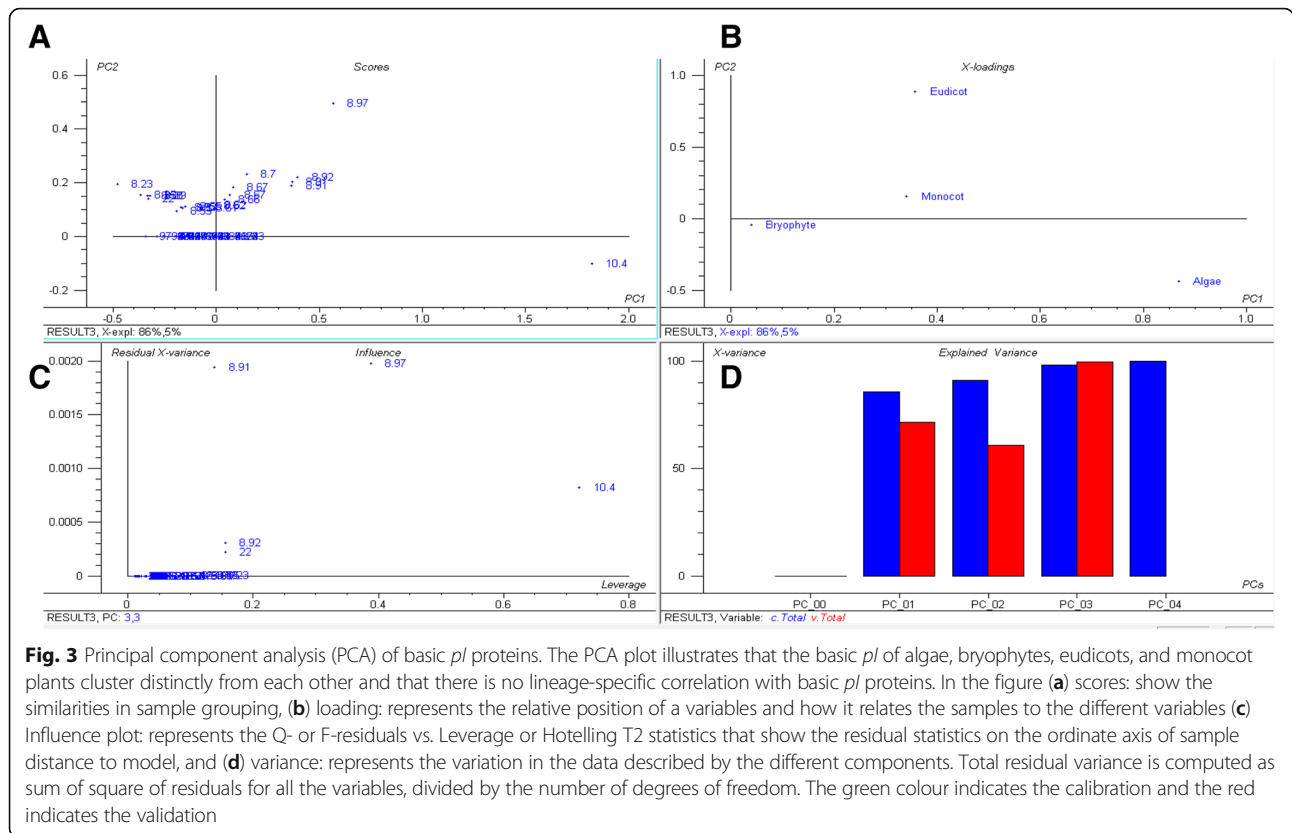 A
PC2
Scores
0.6
0.4
0.2
0
-0.2
8.97
8.7
8.92
8.91
8.67
8.67
8.66
8.62
8.23
22
8.53
10.4
PC1
-0.5
0
0.5
1.0
1.5
2.0
RESULT3, X-expl: 86%,5%
B
PC2
X-loadings
1.0
0.5
0
-0.5
Eudicot
Monocot
Bryophyte
Algae
PC1
0
0.2
0.4
0.6
0.8
1.0
RESULT3, X-expl: 86%,5%
C
Residual X-variance
Influence
0.0020
0.0015
0.0010
0.0005
0
8.91
8.97
10.4
8.92
22
Leverage
0
0.2
0.4
0.6
0.8
RESULT3, PC: 3,3
D
X-variance
Explained Variance
100
50
0
PCs
PC_00
PC_01
PC_02
PC_03
PC_04
RESULT3, Variable: c.Total v.Total
Fig. 3 Principal component analysis (PCA) of basic pI proteins. The PCA plot illustrates that the basic pI of algae, bryophytes, eudicots, and monocot
plants cluster distinctly from each other and that there is no lineage-specific correlation with basic pI proteins. In the figure (a) scores: show the
similarities in sample grouping, (b) loading: represents the relative position of a variables and how it relates the samples to the different variables (c)
Influence plot: represents the Q- or F-residuals vs. Leverage or Hotelling T2 statistics that show the residual statistics on the ordinate axis of sample
distance to model, and (d) variance: represents the variation in the data described by the different components. Total residual variance is computed as
sum of square of residuals for all the variables, divided by the number of degrees of freedom. The green colour indicates the calibration and the red
indicates the validation